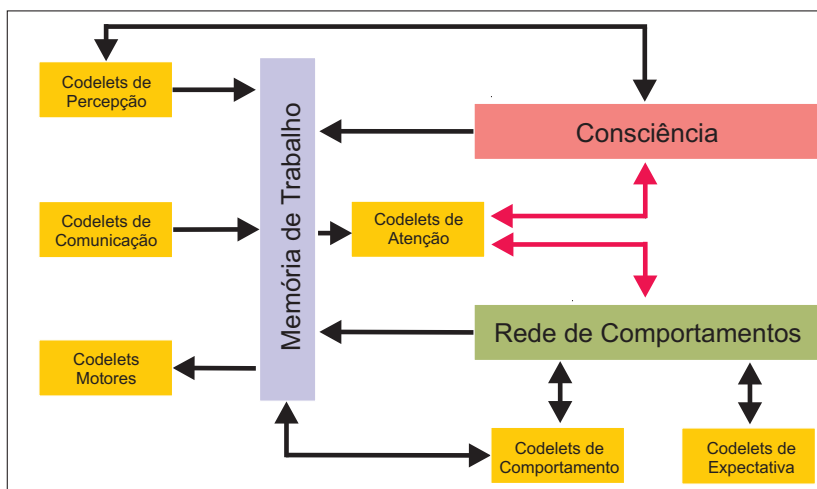 Codelets de
Percepção
Memória de Trabalho
Consciência
Codelets de
Comunicação
Codelets de
Atenção
Rede de Comportamentos
Codelets
Motores
Codelets de
Comportamento
Codelets de
Expectativa